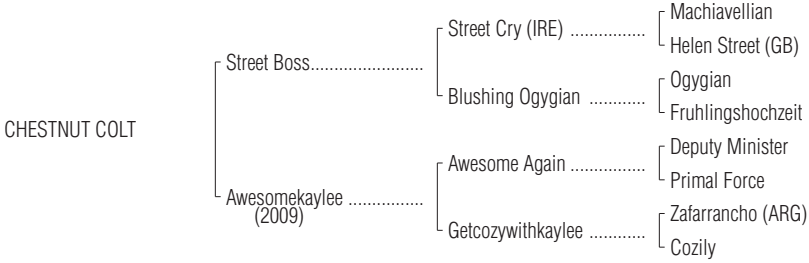 Machiavellian
Street Cry (IRE) ................
Helen Street (GB)
Street Boss........................
Ogygian
Blushing Ogygian ............
Fruhlingshochzeit
CHESTNUT COLT
Deputy Minister
Awesome Again ................
Primal Force
Awesomekaylee ................
(2009)
Zafarrancho (ARG)
Getcozywithkaylee ............
Cozily